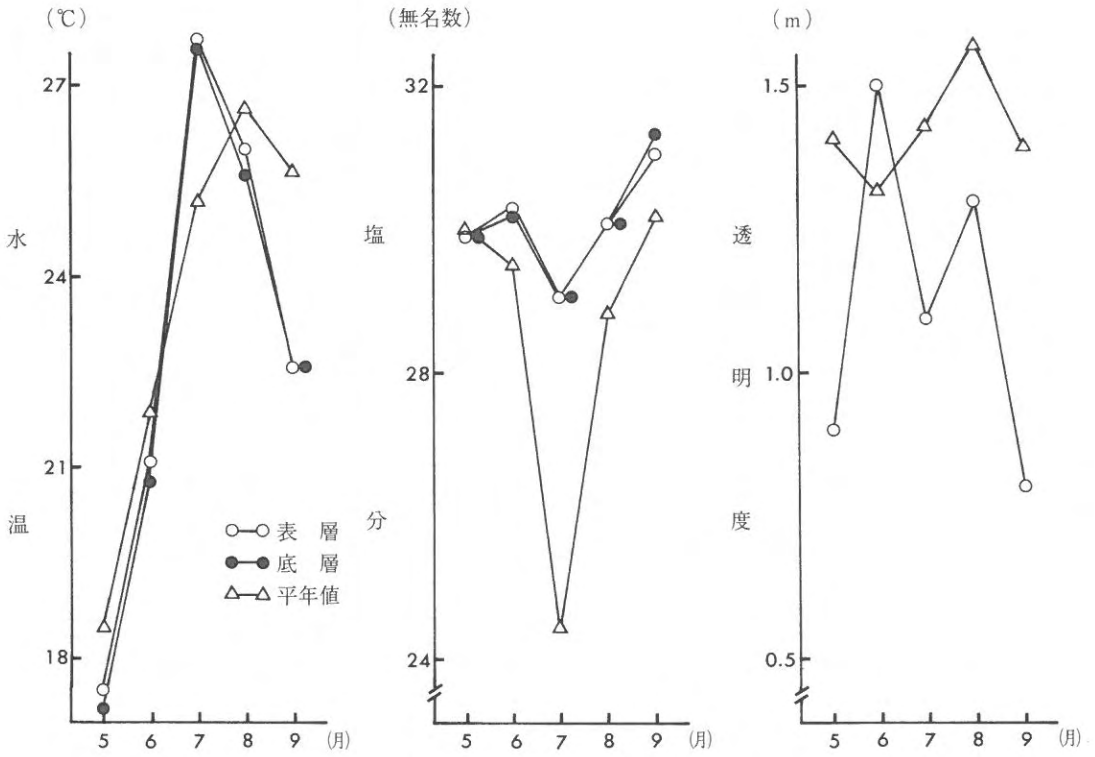 (℃)
27
24
21
18
水
温
表層
底層
平年値
5 6 7 8 9 (月)
(無名数)
32
28
24
塩
分
5 6 7 8 9 (月)
(m)
1.5
1.0
0.5
透
明
度
5 6 7 8 9 (月)